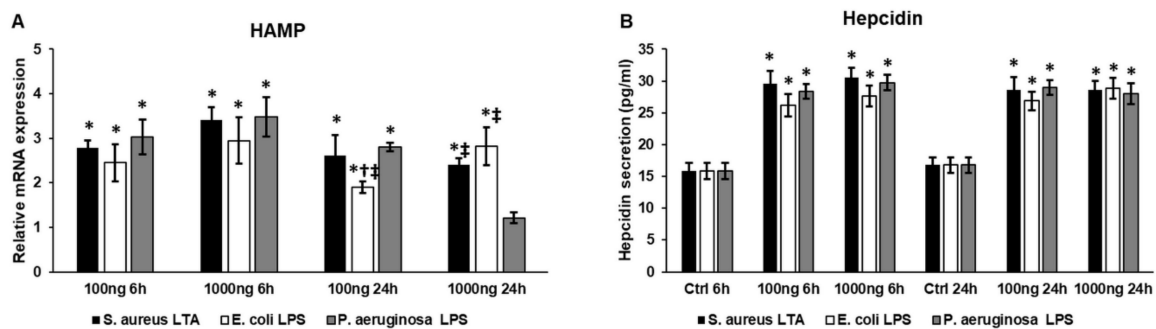 A
HAMP
Relative mRNA expression
5
4
3
2
1
0
* * *
* * *
* *†‡ *
*‡ *‡
100ng 6h 1000ng 6h 100ng 24h 1000ng 24h
S. aureus LTA E. coli LPS P. aeruginosa LPS
B
Hepcidin
Hepcidin secretion (pg/ml)
35
30
25
20
15
10
5
0
* * *
* * *
* * *
* * *
Ctrl 6h 100ng 6h 1000ng 6h Ctrl 24h 100ng 24h 1000ng 24h
S. aureus LTA E. coli LPS P. aeruginosa LPS